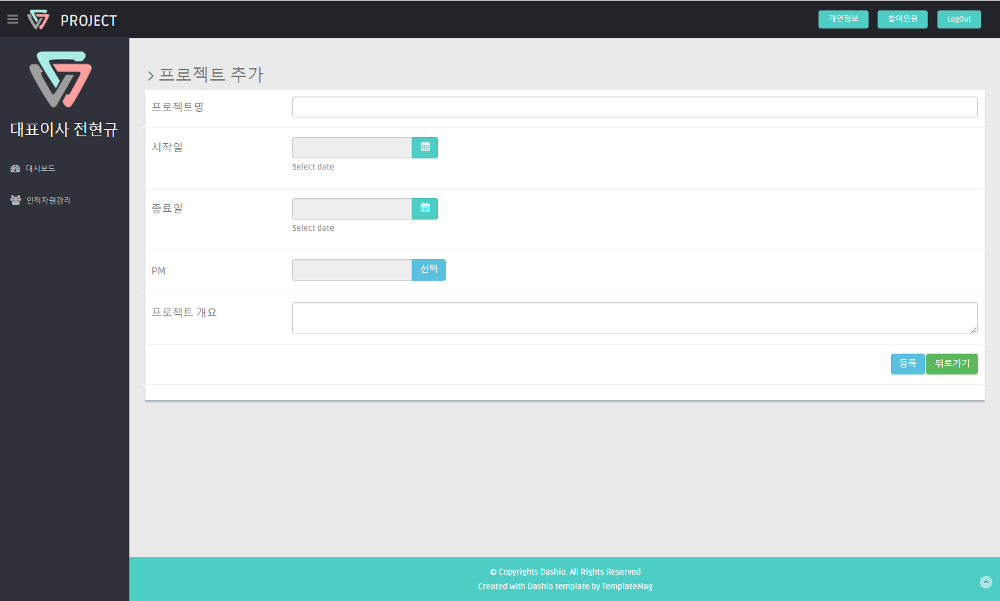 PROJECT
개인정보
참여인원
LogOut
대표이사 전현규
대시보드
인적자원관리
프로젝트 추가
프로젝트명
시작일
Select date
종료일
Select date
PM
선택
프로젝트 개요
등록
뒤로가기
© Copyrights Dashio. All Rights Reserved
Created with Dashio template by TemplateMag